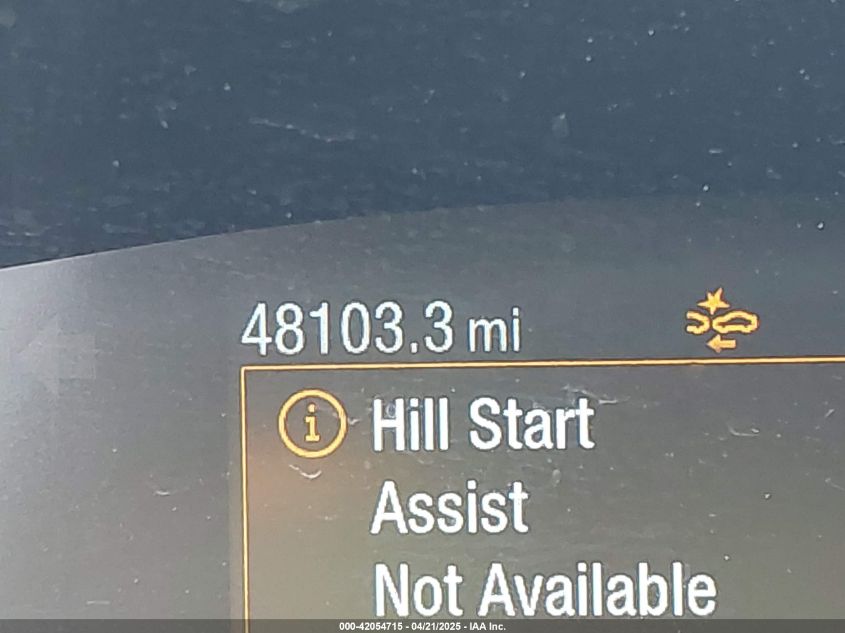 48103.3 mi
i Hill Start
Assist
Not Available
000-42054715 - 04/21/2025 - IAA Inc.